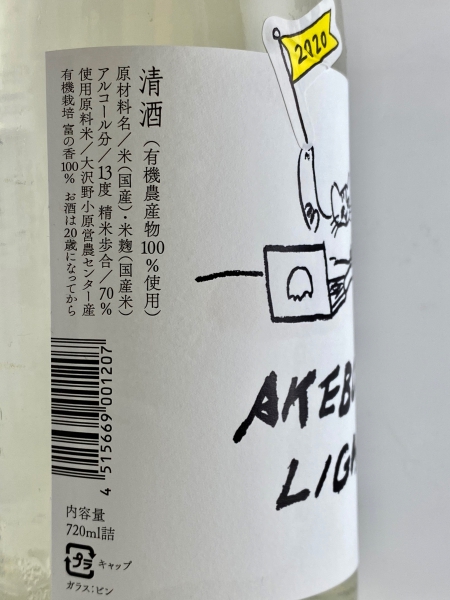 2020
清酒（有機農産物100%使用）
原材料名／米（国産）・米麹（国産米）
アルコール分／13度 精米歩合／70%
使用原料米／大沢野小原営農センター産
有機栽培 富の香100% お酒は20歳になってから
4 515669 001207
内容量
720ml詰
プラ キャップ
ガラス：ビン